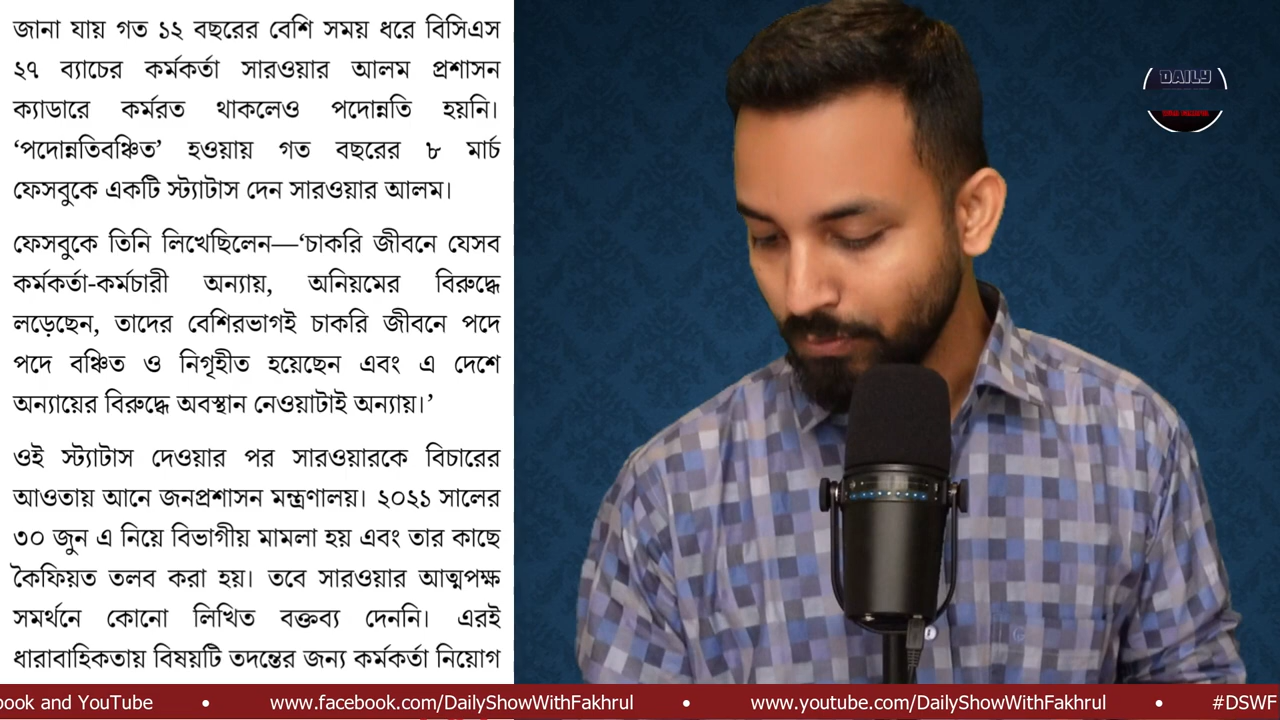 জানা যায় গত ১২ বছরের বেশি সময় ধরে বিসিএস
২৭ ব্যাচের কর্মকর্তা সারওয়ার আলম প্রশাসন
ক্যাডারে কর্মরত থাকলেও পদোন্নতি হয়নি।
‘পদোন্নতিবঞ্চিত’ হওয়ায় গত বছরের ৮ মার্চ
ফেসবুকে একটি স্ট্যাটাস দেন সারওয়ার আলম।
ফেসবুকে তিনি লিখেছিলেন—‘চাকরি জীবনে যেসব
কর্মকর্তা-কর্মচারী অন্যায়, অনিয়মের বিরুদ্ধে
লড়েছেন, তাদের বেশিরভাগই চাকরি জীবনে পদে
পদে বঞ্চিত ও নিগৃহীত হয়েছেন এবং এ দেশে
অন্যায়ের বিরুদ্ধে অবস্থান নেওয়াটাই অন্যায়।’
ওই স্ট্যাটাস দেওয়ার পর সারওয়ারকে বিচারের
আওতায় আনে জনপ্রশাসন মন্ত্রণালয়। ২০২১ সালের
৩০ জুন এ নিয়ে বিভাগীয় মামলা হয় এবং তার কাছে
কৈফিয়ত তলব করা হয়। তবে সারওয়ার আত্মপক্ষ
সমর্থনে কোনো লিখিত বক্তব্য দেননি। এরই
ধারাবাহিকতায় বিষয়টি তদন্তের জন্য কর্মকর্তা নিয়োগ
DAILY
book and YouTube • www.facebook.com/DailyShowWithFakhrul • www.youtube.com/DailyShowWithFakhrul • #DSWF